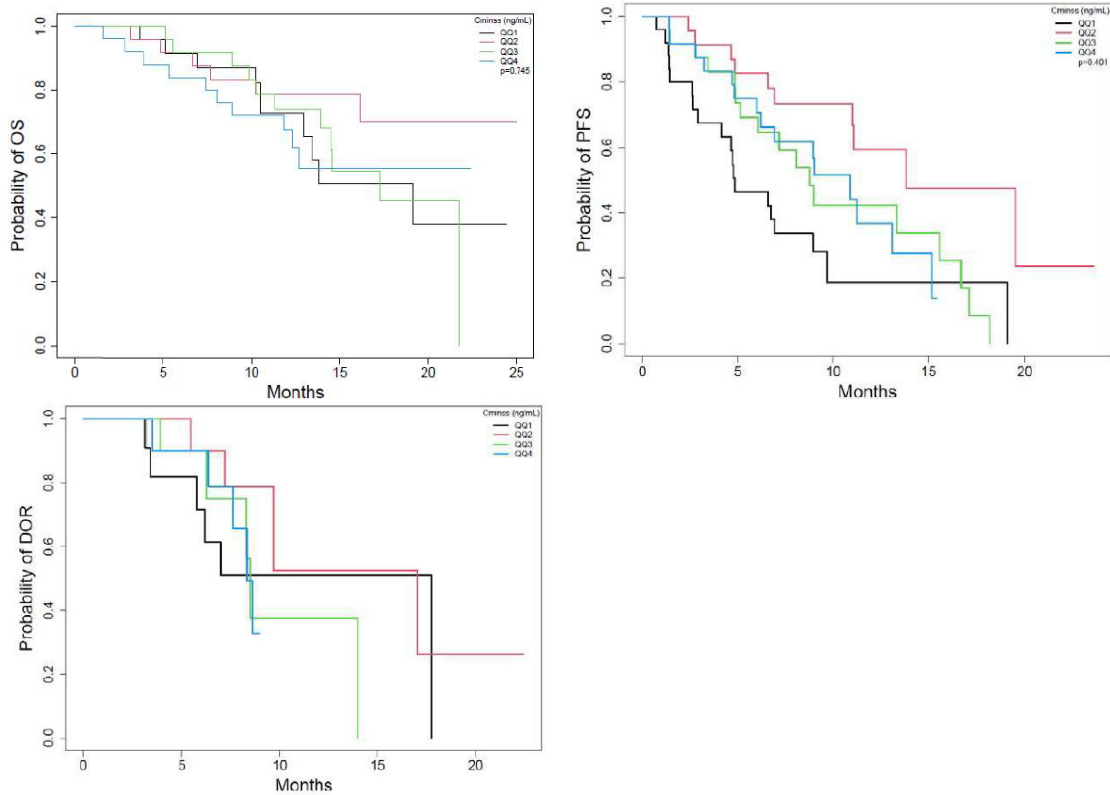 Cminss (ng/mL)
QQ1
QQ2
QQ3
QQ4
p=0.745
Probability of OS
1.0
0.8
0.6
0.4
0.2
0.0
0 5 10 15 20 25
Months
Cminss (ng/mL)
QQ1
QQ2
QQ3
QQ4
p=0.401
Probability of PFS
1.0
0.8
0.6
0.4
0.2
0.0
0 5 10 15 20
Months
Cminss (ng/mL)
QQ1
QQ2
QQ3
QQ4
Probability of DOR
1.0
0.8
0.6
0.4
0.2
0.0
0 5 10 15 20
Months